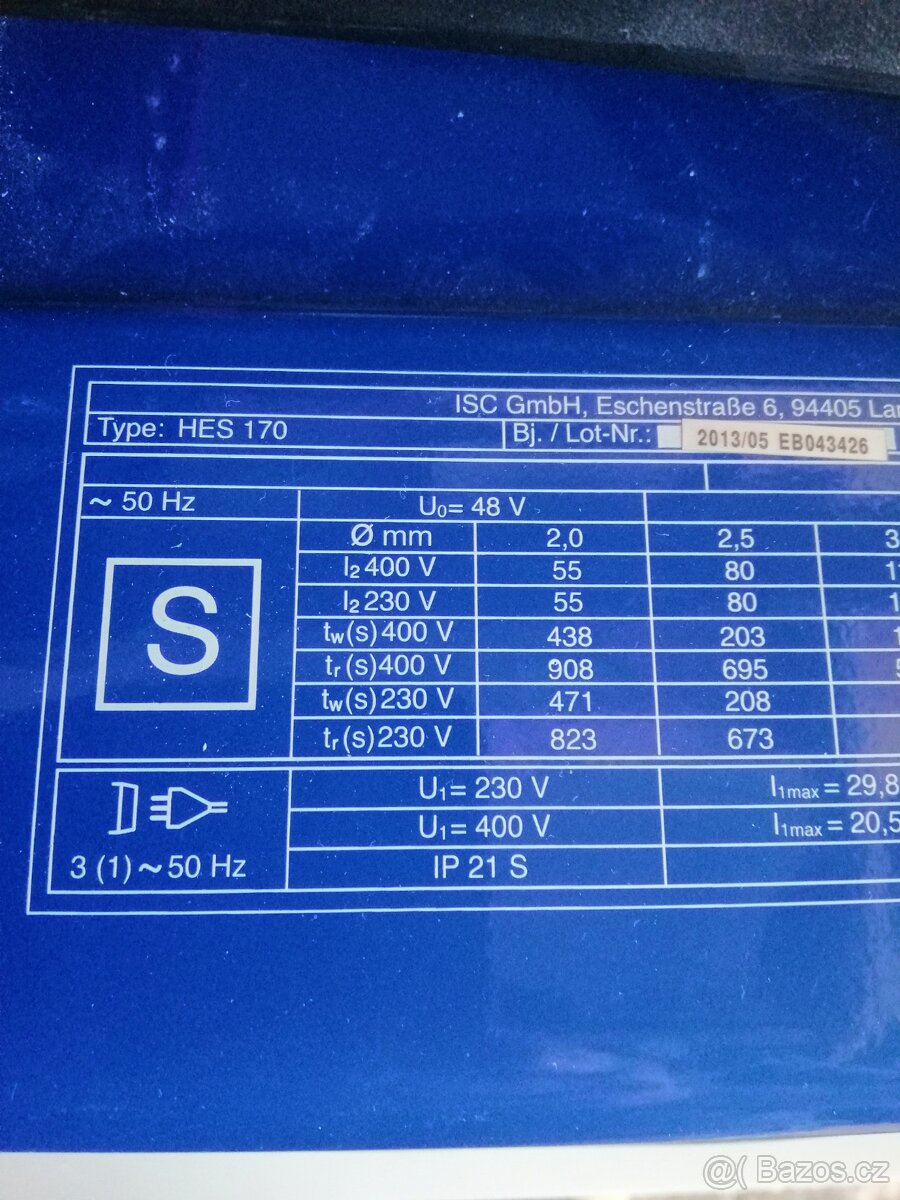 ISC GmbH, Eschenstraße 6, 94405
Type: HES 170 Bj. / Lot-Nr.: 2013/05 EB043426
~ 50 Hz U₀= 48 V
Ø mm 2,0 2,5
S
I₂ 400 V 55 80
I₂ 230 V 55 80
tw(s) 400 V 438 203
tr(s) 400 V 908 695
tw(s) 230 V 471 208
tr(s) 230 V 823 673
U₁= 230 V I₁max = 29,8
U₁= 400 V I₁max = 20,5
3 (1) ~ 50 Hz IP 21 S
@( Bazos.cz